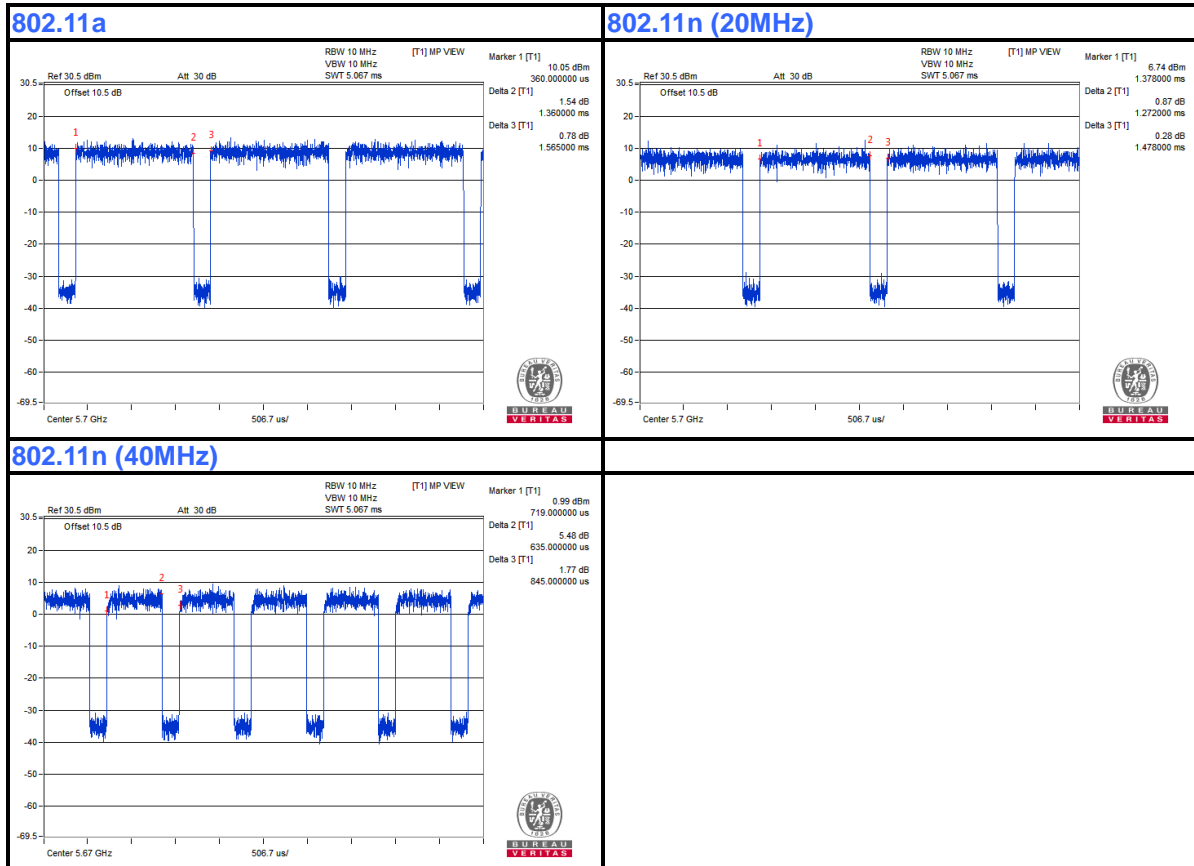 802.11a
RBW 10 MHz [T1] MP VIEW
VBW 10 MHz
Ref 30.5 dBm Att 30 dB SWT 5.067 ms
Marker 1 [T1]
10.05 dBm
360.000000 us
Delta 2 [T1]
1.54 dB
1.360000 ms
Delta 3 [T1]
0.78 dB
1.565000 ms
30.5
Offset 10.5 dB
20
10
0
-10
-20
-30
-40
-50
-60
-69.5
1 2 3
Center 5.7 GHz 506.7 us/
BUREAU VERITAS
1828
BUREAU
VERITAS
802.11n (20MHz)
RBW 10 MHz [T1] MP VIEW
VBW 10 MHz
Ref 30.5 dBm Att 30 dB SWT 5.067 ms
Marker 1 [T1]
6.74 dBm
1.378000 ms
Delta 2 [T1]
0.87 dB
1.272000 ms
Delta 3 [T1]
0.28 dB
1.478000 ms
30.5
Offset 10.5 dB
20
10
0
-10
-20
-30
-40
-50
-60
-69.5
1 2 3
Center 5.7 GHz 506.7 us/
BUREAU VERITAS
1828
BUREAU
VERITAS
802.11n (40MHz)
RBW 10 MHz [T1] MP VIEW
VBW 10 MHz
Ref 30.5 dBm Att 30 dB SWT 5.067 ms
Marker 1 [T1]
0.99 dBm
719.000000 us
Delta 2 [T1]
5.48 dB
635.000000 us
Delta 3 [T1]
1.77 dB
845.000000 us
30.5
Offset 10.5 dB
20
10
0
-10
-20
-30
-40
-50
-60
-69.5
1 2 3
Center 5.67 GHz 506.7 us/
BUREAU VERITAS
1828
BUREAU
VERITAS